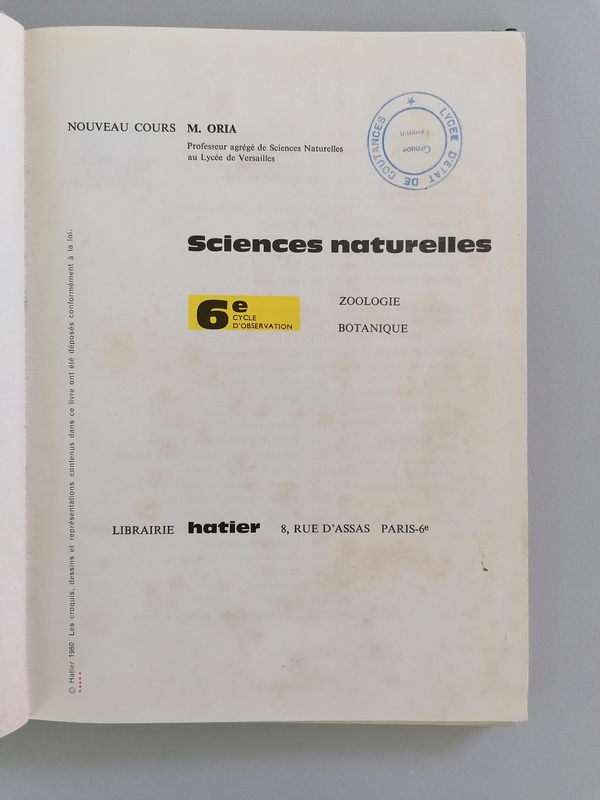 NOUVEAU COURS M. ORIA
Professeur agrégé de Sciences Naturelles
au Lycée de Versailles
LYCÉE D'ETAT DE COUTANCES
Groupe
Féminin
Sciences naturelles
6e
CYCLE
D'OBSERVATION
ZOOLOGIE
BOTANIQUE
LIBRAIRIE hatier 8, RUE D'ASSAS PARIS-6e
© Hatier 1960 Les croquis, dessins et représentations contenus dans ce livre ont été déposés conformément à la loi.